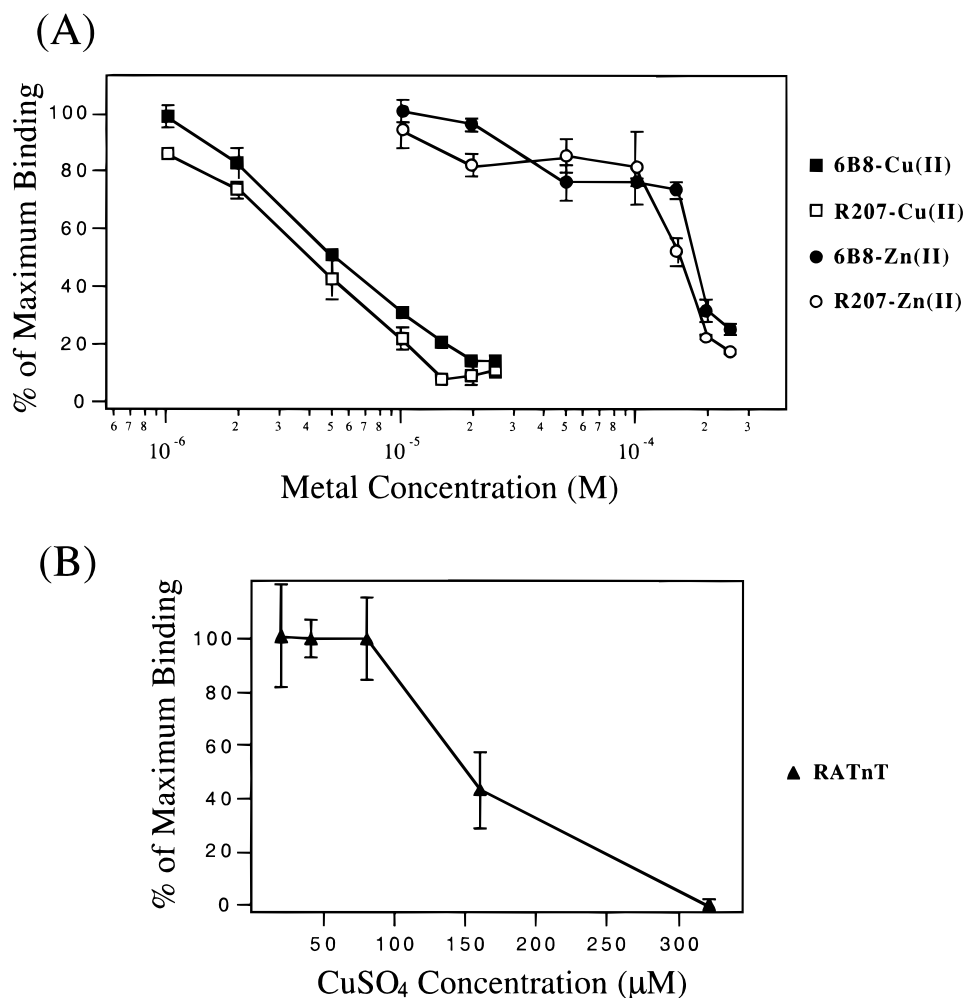 (A)
% of Maximum Binding
100
80
60
40
20
0
6 7 8 2 3 4 5 6 7 8 2 3 4 5 6 7 8 2 3
10-6 10-5 10-4
Metal Concentration (M)
6B8-Cu(II)
R207-Cu(II)
6B8-Zn(II)
R207-Zn(II)
(B)
% of Maximum Binding
100
80
60
40
20
0
50 100 150 200 250 300
CuSO4 Concentration (μM)
RATnT